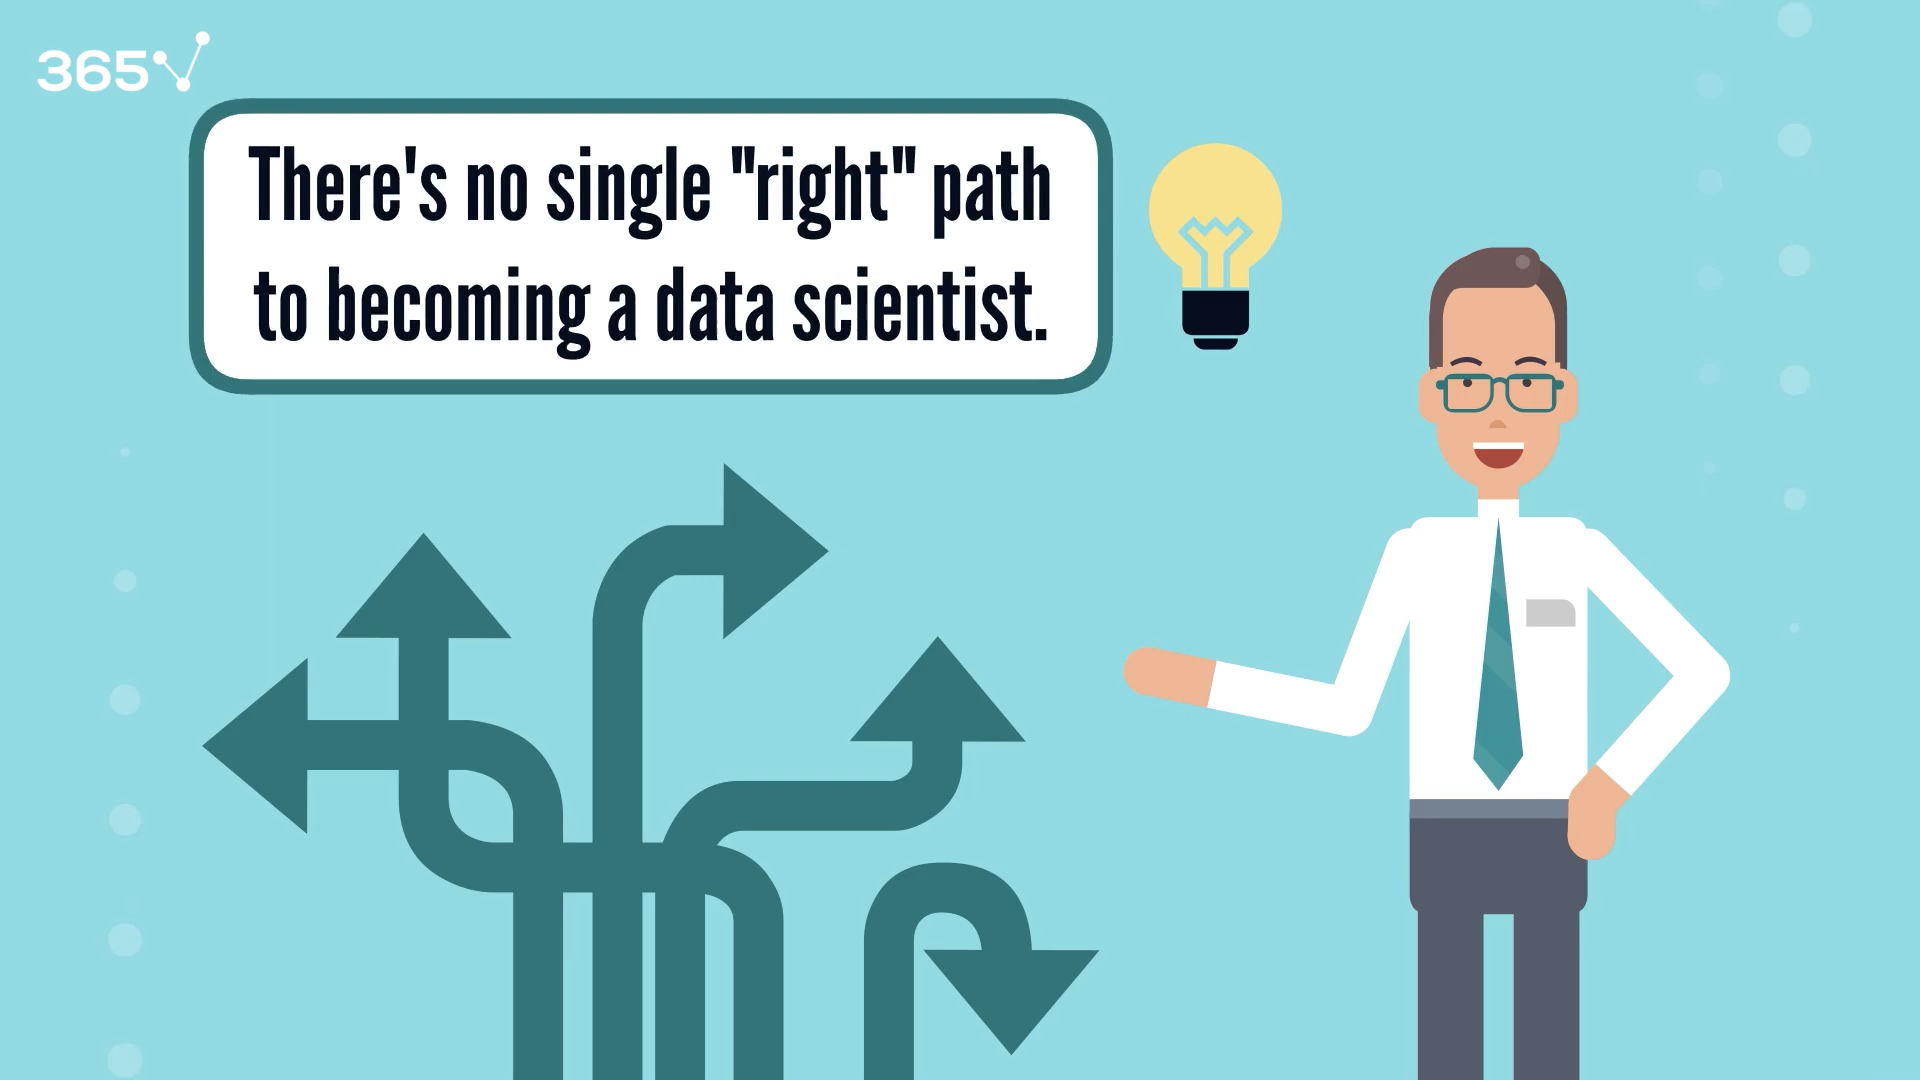 365
There's no single "right" path
to becoming a data scientist.